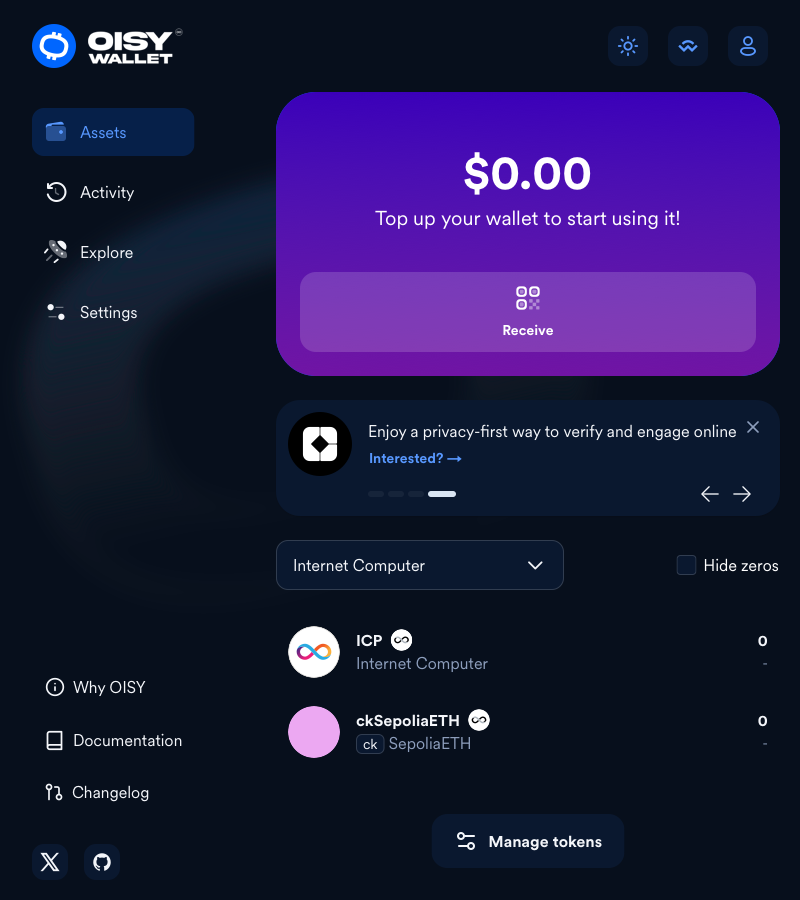 OISY
WALLET
Assets
Activity
Explore
Settings
Why OISY
Documentation
Changelog
$0.00
Top up your wallet to start using it!
Receive
Enjoy a privacy-first way to verify and engage online
Interested? →
Internet Computer
Hide zeros
ICP
0
Internet Computer
-
ckSepoliaETH
0
ck SepoliaETH
-
Manage tokens